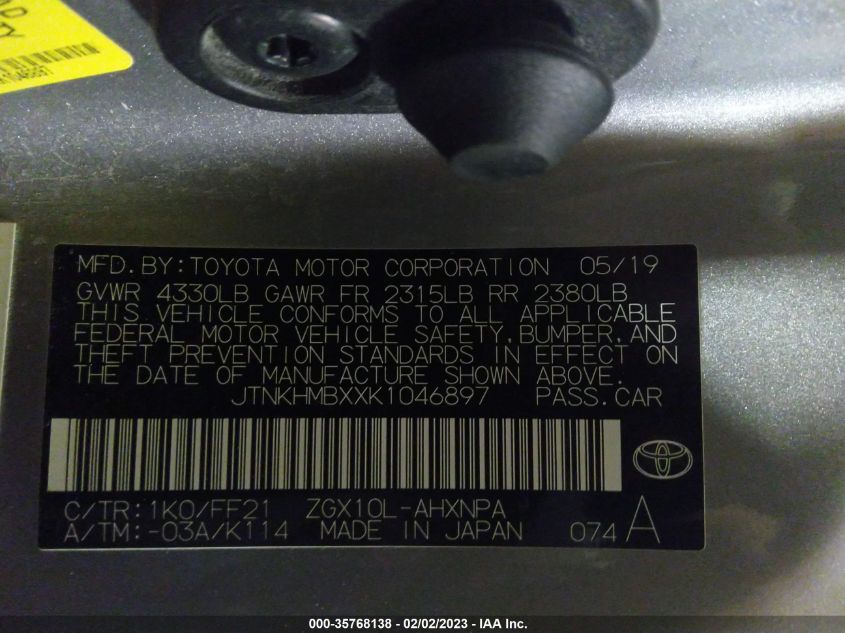 MFD.BY:TOYOTA MOTOR CORPORATION 05/19
GVWR 4330LB GAWR FR 2315LB RR 2380LB
THIS VEHICLE CONFORMS TO ALL APPLICABLE
FEDERAL MOTOR VEHICLE SAFETY,BUMPER,AND
THEFT PREVENTION STANDARDS IN EFFECT ON
THE DATE OF MANUFACTURE SHOWN ABOVE.
JTNKHMBXXK1046897 PASS.CAR
C/TR:1K0/FF21 ZGX10L-AHXNPA
A/TM:-03A/K114 MADE IN JAPAN 074 A
000-35768138 - 02/02/2023 - IAA Inc.